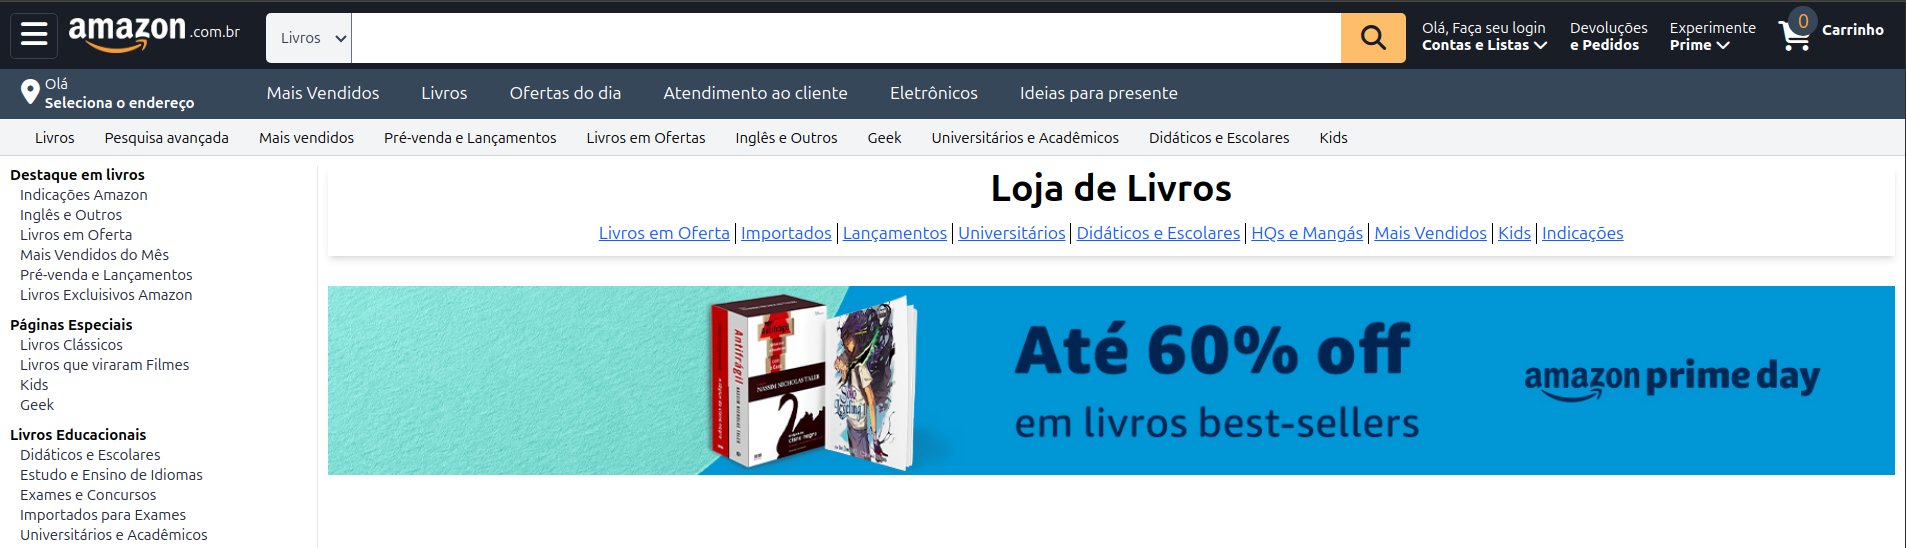 amazon.com.br
Livros
Olá, Faça seu login
Contas e Listas
Devoluções
e Pedidos
Experimente
Prime
0
Carrinho
Olá
Seleciona o endereço
Mais Vendidos
Livros
Ofertas do dia
Atendimento ao cliente
Eletrônicos
Ideias para presente
Livros
Pesquisa avançada
Mais vendidos
Pré-venda e Lançamentos
Livros em Ofertas
Inglês e Outros
Geek
Universitários e Acadêmicos
Didáticos e Escolares
Kids
Destaque em livros
Indicações Amazon
Inglês e Outros
Livros em Oferta
Mais Vendidos do Mês
Pré-venda e Lançamentos
Livros Excluisivos Amazon
Páginas Especiais
Livros Clássicos
Livros que viraram Filmes
Kids
Geek
Livros Educacionais
Didáticos e Escolares
Estudo e Ensino de Idiomas
Exames e Concursos
Importados para Exames
Universitários e Acadêmicos
Loja de Livros
Livros em Oferta
Importados
Lançamentos
Universitários
Didáticos e Escolares
HQs e Mangás
Mais Vendidos
Kids
Indicações
Antifrágil
Antifrágil
NASSIM NICHOLAS TALEB
Solo
Leveling
Até 60% off
em livros best-sellers
amazon prime day